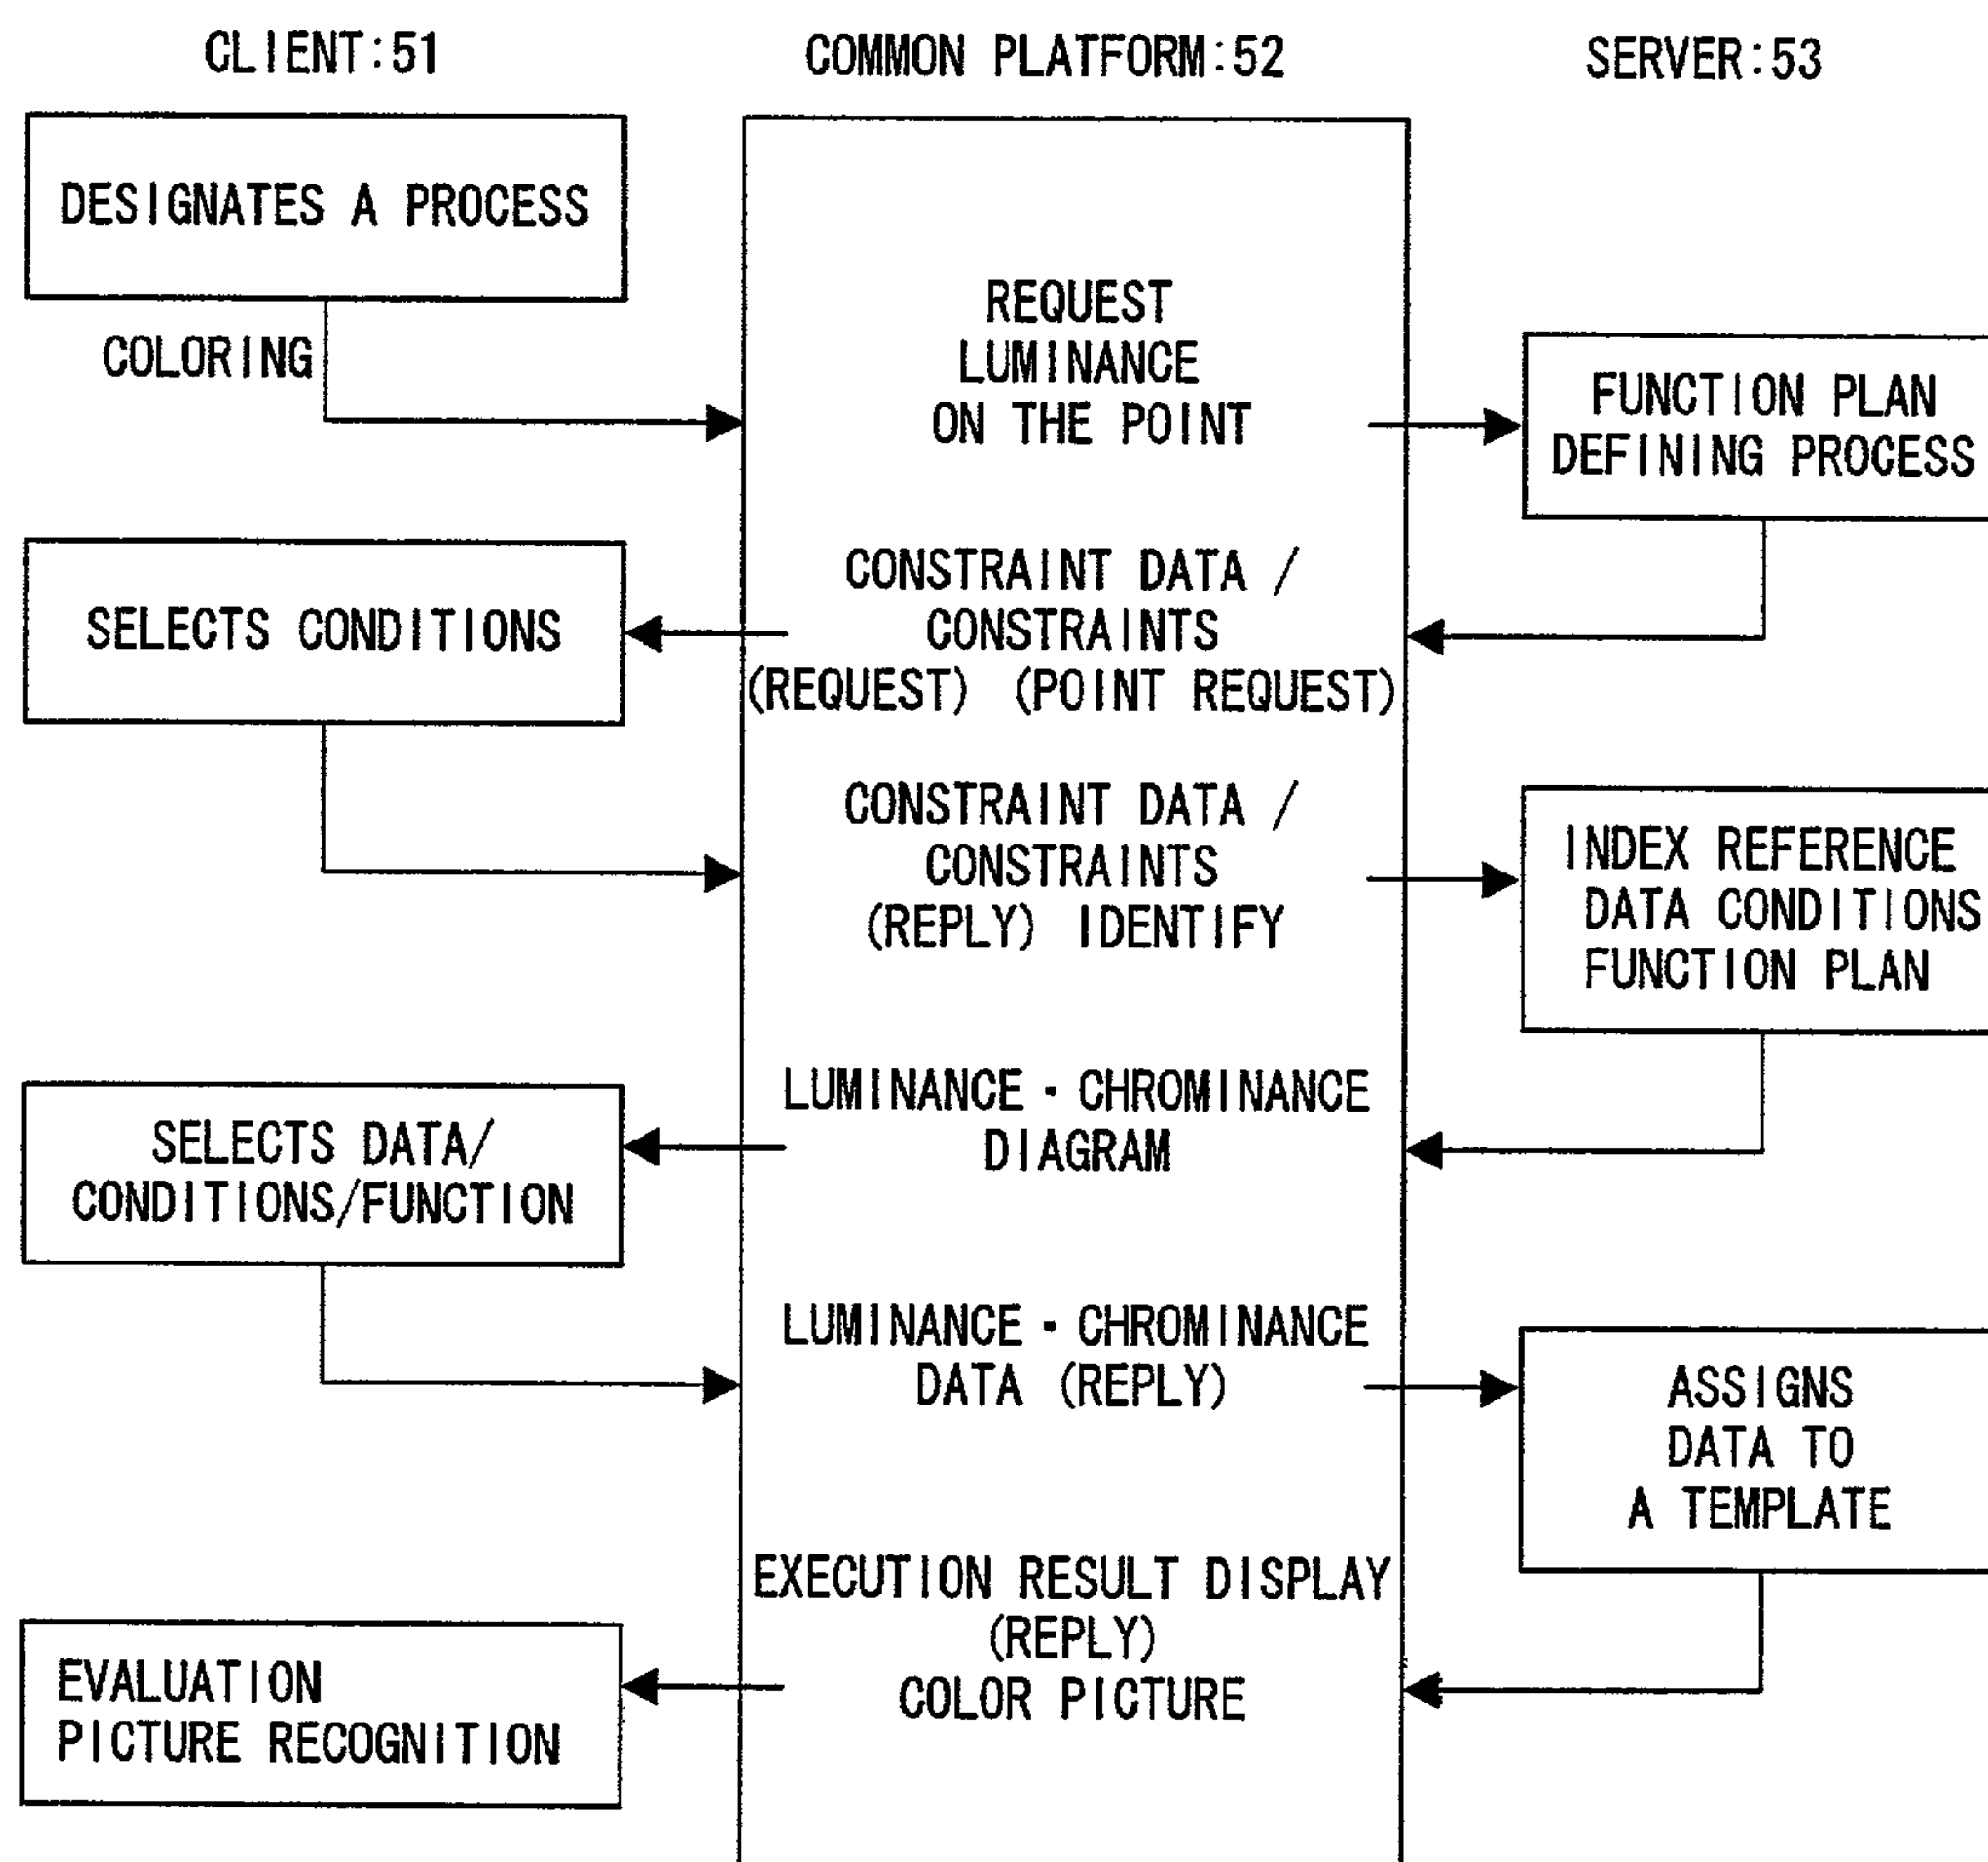 CLIENT:51
COMMON PLATFORM:52
SERVER:53
DESIGNATES A PROCESS
COLORING
REQUEST
LUMINANCE
ON THE POINT
FUNCTION PLAN
DEFINING PROCESS
CONSTRAINT DATA /
CONSTRAINTS
(REQUEST) (POINT REQUEST)
SELECTS CONDITIONS
CONSTRAINT DATA /
CONSTRAINTS
(REPLY) IDENTIFY
INDEX REFERENCE
DATA CONDITIONS
FUNCTION PLAN
LUMINANCE - CHROMINANCE
DIAGRAM
SELECTS DATA/
CONDITIONS/FUNCTION
LUMINANCE - CHROMINANCE
DATA (REPLY)
ASSIGNS
DATA TO
A TEMPLATE
EXECUTION RESULT DISPLAY
(REPLY)
COLOR PICTURE
EVALUATION
PICTURE RECOGNITION